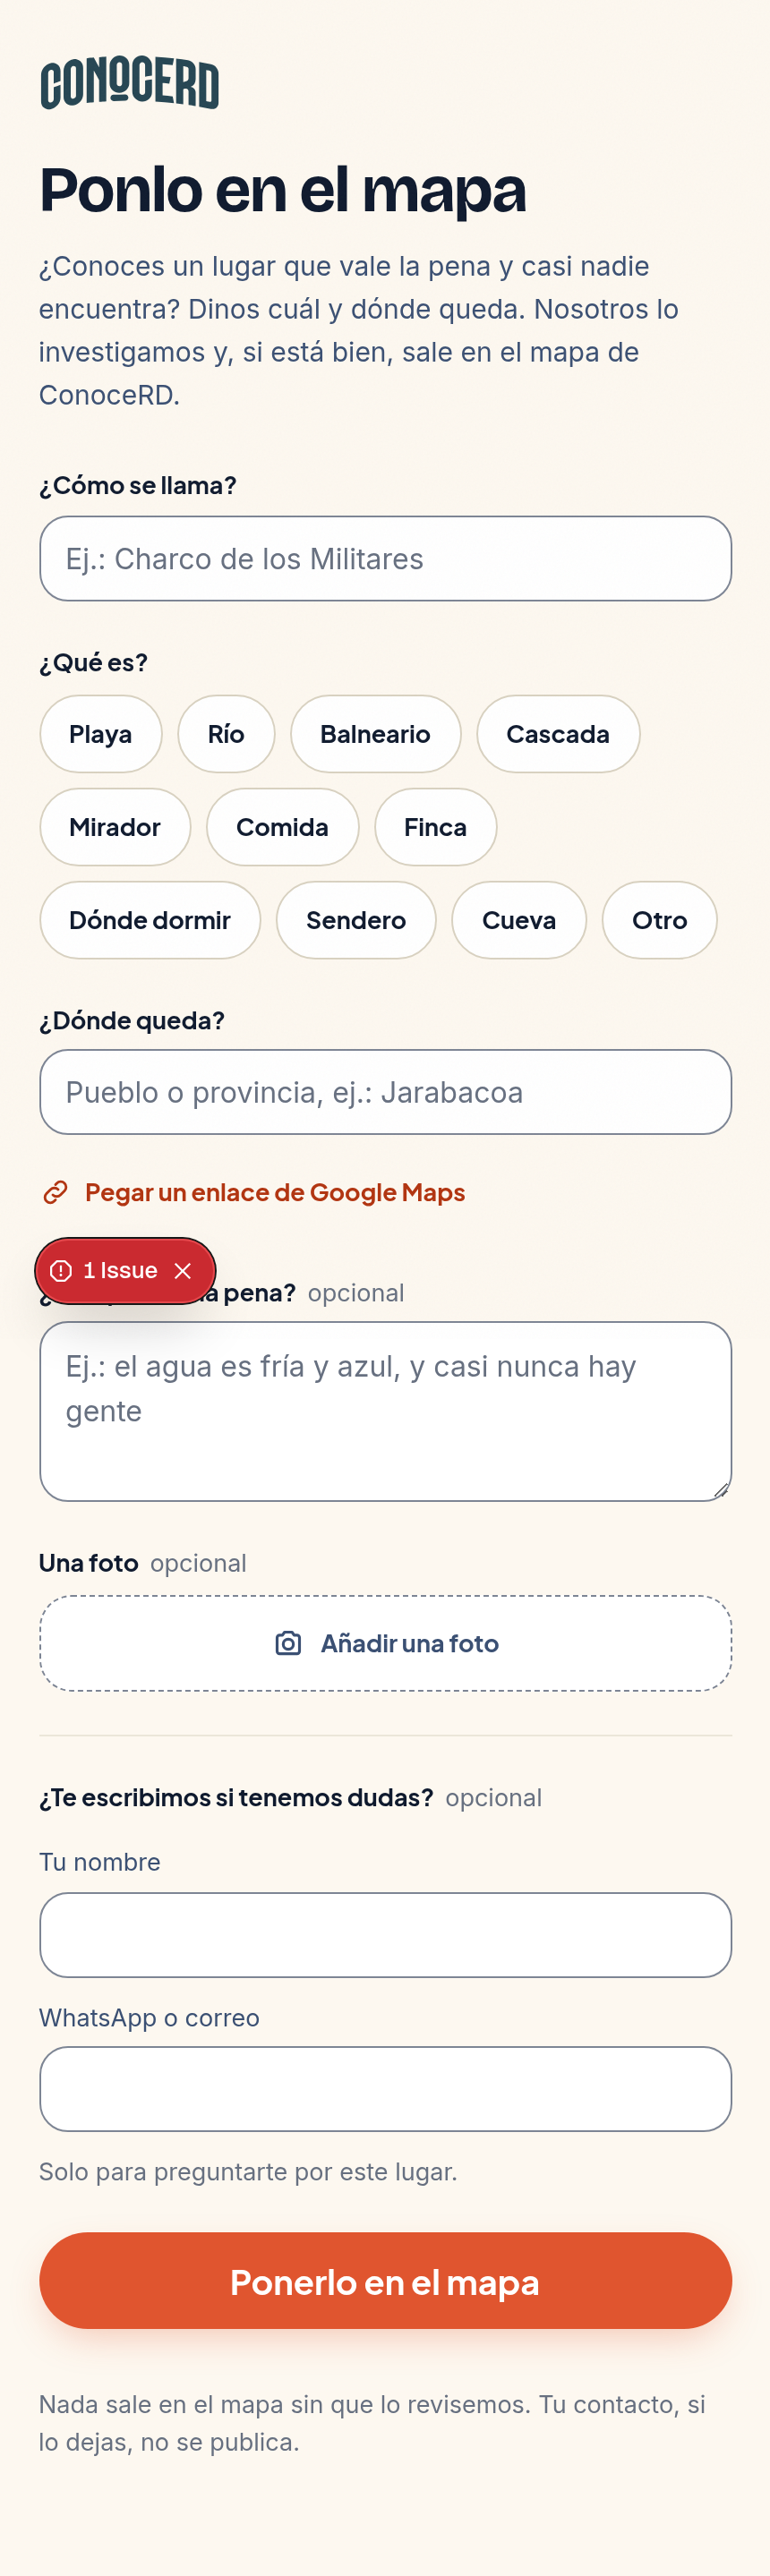 CONOCERD
Ponlo en el mapa
¿Conoces un lugar que vale la pena y casi nadie
encuentra? Dinos cuál y dónde queda. Nosotros lo
investigamos y, si está bien, sale en el mapa de
ConoceRD.
¿Cómo se llama?
Ej.: Charco de los Militares
¿Qué es?
Playa Río Balneario Cascada
Mirador Comida Finca
Dónde dormir Sendero Cueva Otro
¿Dónde queda?
Pueblo o provincia, ej.: Jarabacoa
Pegar un enlace de Google Maps
1 Issue
pena? opcional
Ej.: el agua es fría y azul, y casi nunca hay
gente
Una foto opcional
Añadir una foto
¿Te escribimos si tenemos dudas? opcional
Tu nombre
WhatsApp o correo
Solo para preguntarte por este lugar.
Ponerlo en el mapa
Nada sale en el mapa sin que lo revisemos. Tu contacto, si
lo dejas, no se publica.